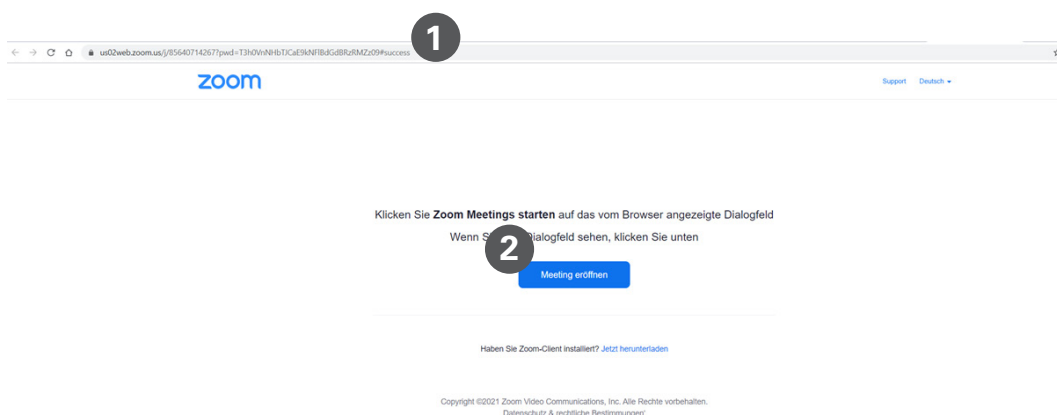 1
us02web.zoom.us/j/85640714267?pwd=T3h0VnNHbTJCaE9kNFlBdGdBRzRMZz09#success
zoom
Support Deutsch
Klicken Sie Zoom Meetings starten auf das vom Browser angezeigte Dialogfeld
Wenn Dialogfeld sehen, klicken Sie unten
2
Meeting eröffnen
Haben Sie Zoom-Client installiert? Jetzt herunterladen
Copyright ©2021 Zoom Video Communications, Inc. Alle Rechte vorbehalten.
Datenschutz & rechtliche Bestimmungen